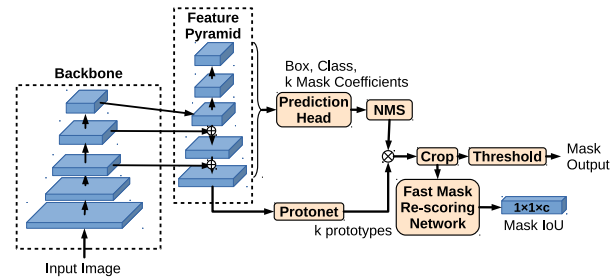 Feature
Pyramid
Backbone
Box, Class,
k Mask Coefficients
Prediction
Head
NMS
Crop
Threshold
Mask
Output
Fast Mask
Re-scoring
Network
1×1×c
Mask IoU
Protonet
k prototypes
Input Image